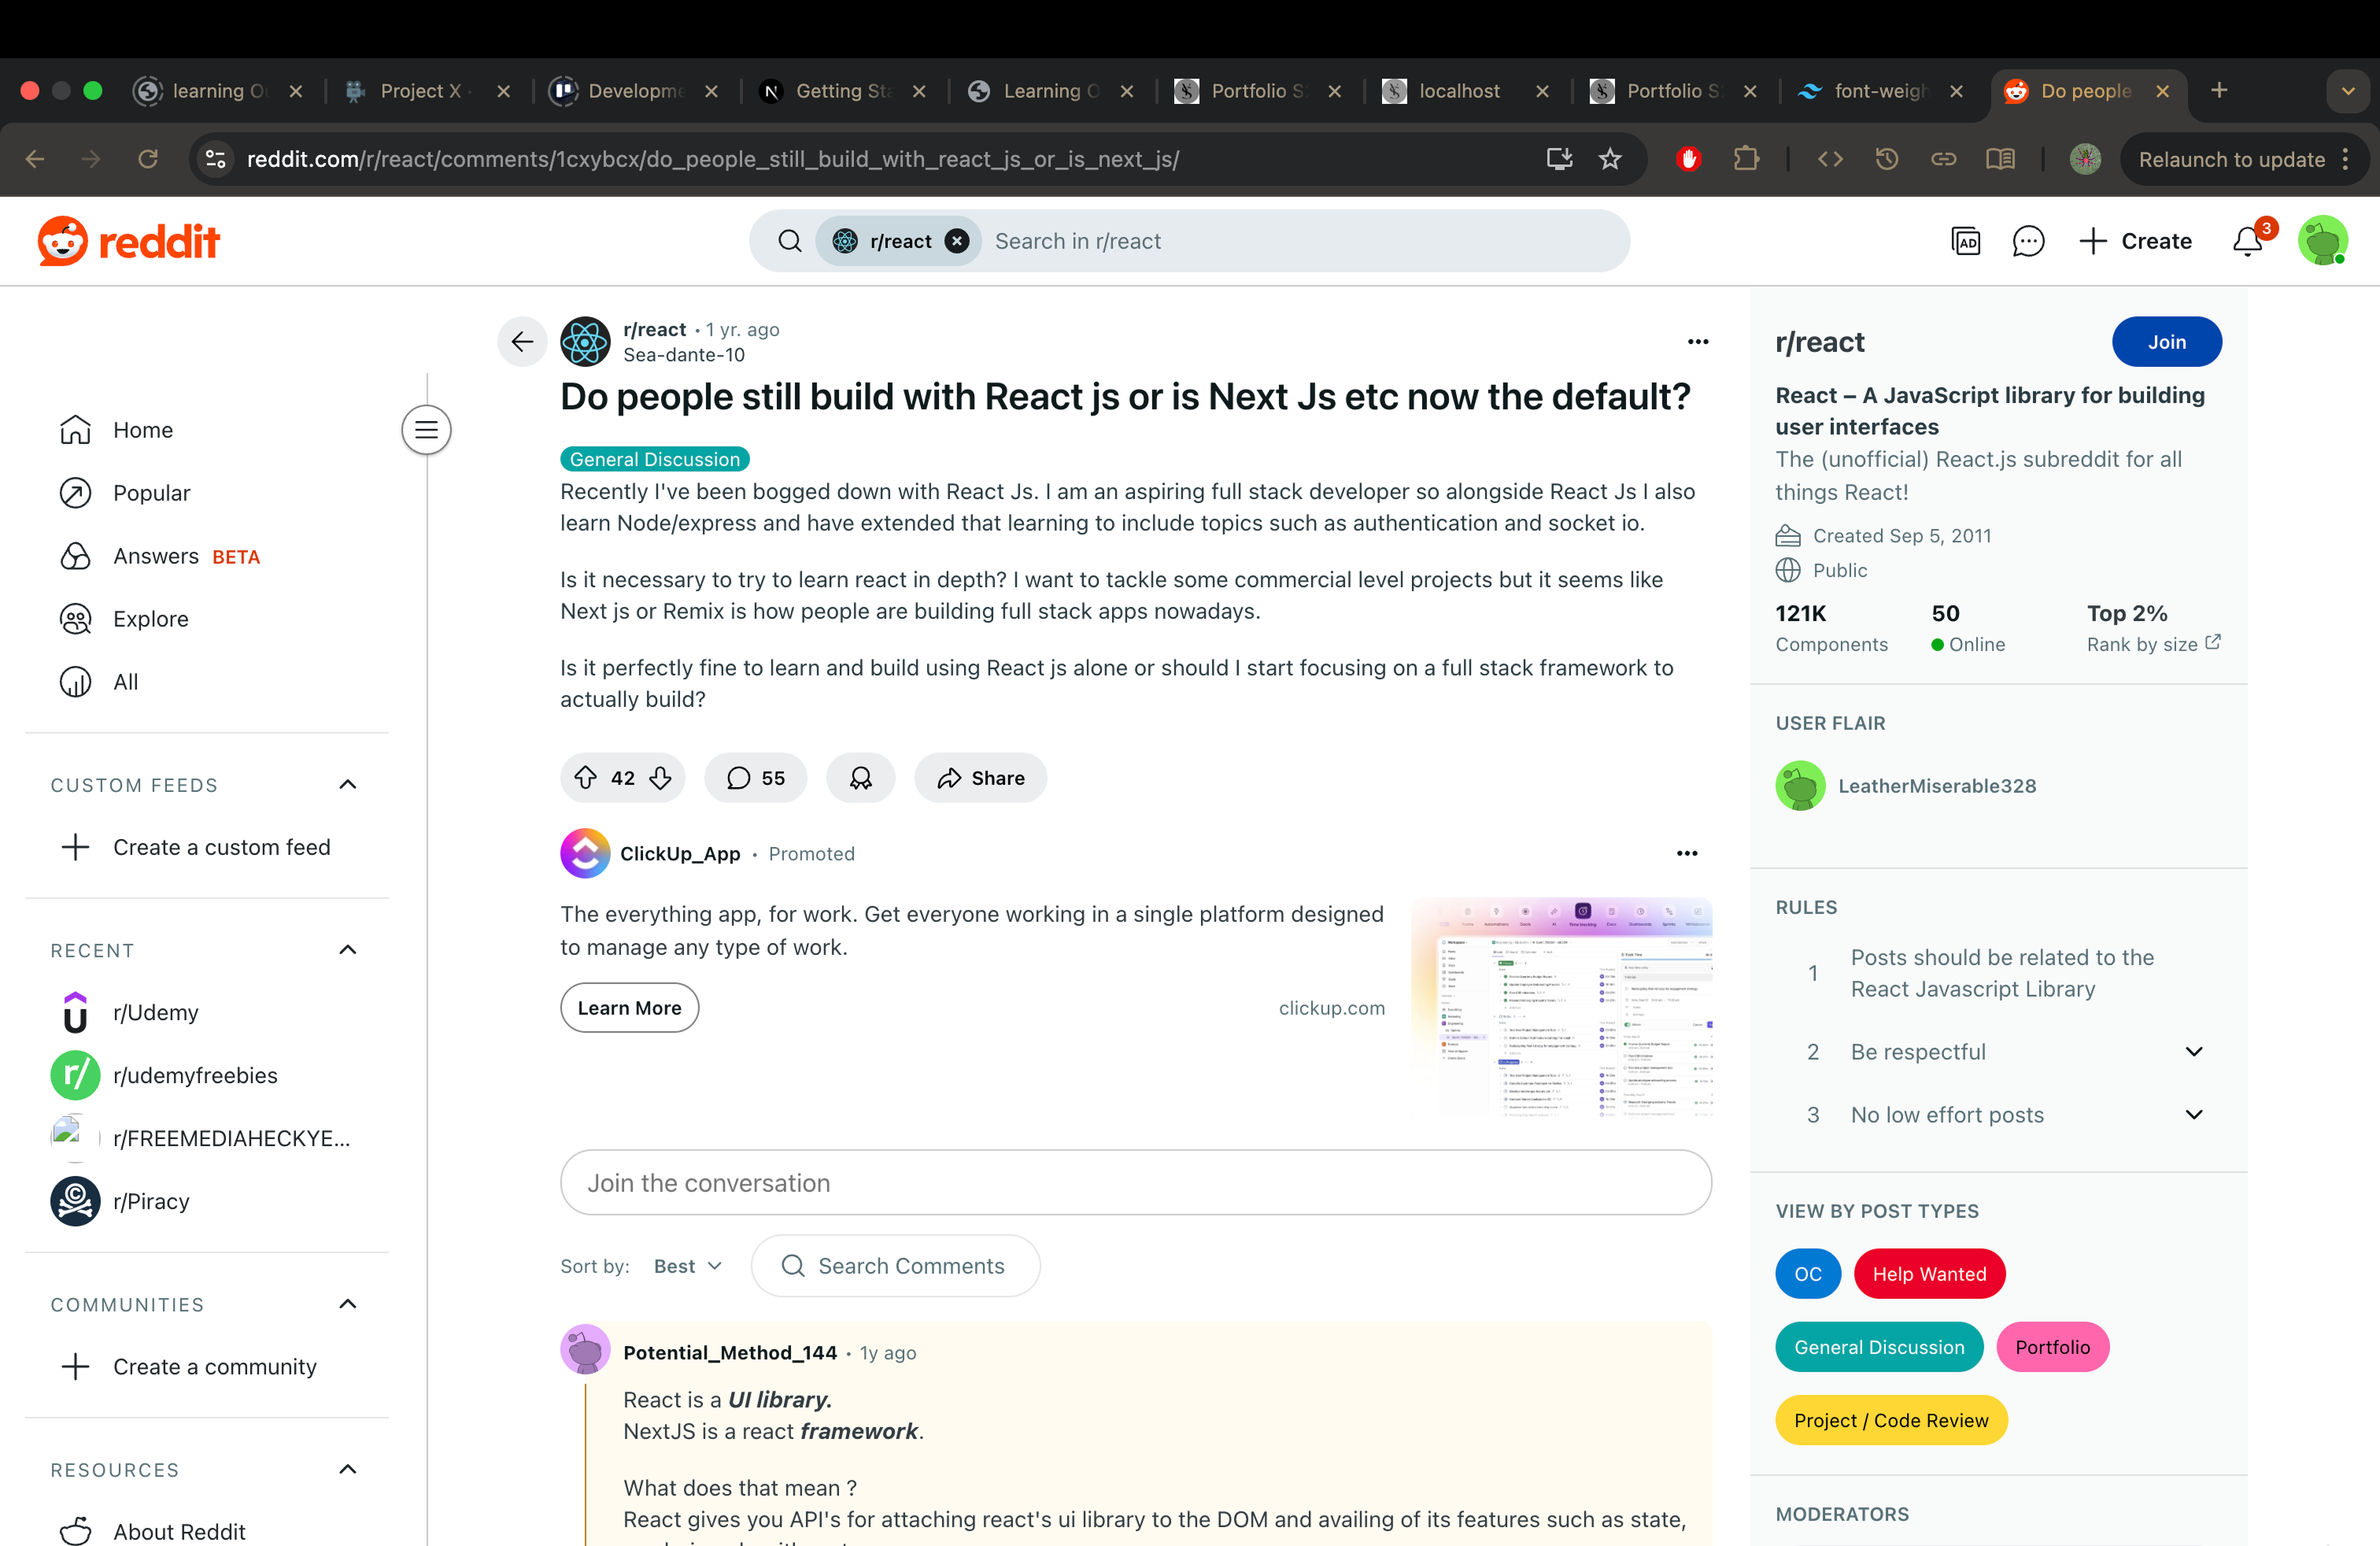 learning O
Project X
Developme
Getting Sta
Learning O
Portfolio S
localhost
Portfolio S
font-weigh
Do people
reddit.com/r/react/comments/1cxybcx/do_people_still_build_with_react_js_or_is_next_js/
Relaunch to update
reddit
r/react
Search in r/react
AD
Create
3
Home
Popular
Answers BETA
Explore
All
CUSTOM FEEDS
Create a custom feed
RECENT
r/Udemy
r/udemyfreebies
r/FREEMEDIAHECKYE...
r/Piracy
COMMUNITIES
Create a community
RESOURCES
About Reddit
r/react • 1 yr. ago
Sea-dante-10
Do people still build with React js or is Next Js etc now the default?
General Discussion
Recently I've been bogged down with React Js. I am an aspiring full stack developer so alongside React Js I also
learn Node/express and have extended that learning to include topics such as authentication and socket io.
Is it necessary to try to learn react in depth? I want to tackle some commercial level projects but it seems like
Next js or Remix is how people are building full stack apps nowadays.
Is it perfectly fine to learn and build using React js alone or should I start focusing on a full stack framework to
actually build?
42
55
Share
ClickUp_App • Promoted
The everything app, for work. Get everyone working in a single platform designed
to manage any type of work.
Learn More
clickup.com
Join the conversation
Sort by: Best
Search Comments
Potential_Method_144 • 1y ago
React is a UI library.
NextJS is a react framework.
What does that mean ?
React gives you API's for attaching react's ui library to the DOM and availing of its features such as state,
r/react
Join
React – A JavaScript library for building
user interfaces
The (unofficial) React.js subreddit for all
things React!
Created Sep 5, 2011
Public
121K
Components
50
Online
Top 2%
Rank by size
USER FLAIR
LeatherMiserable328
RULES
1
Posts should be related to the
React Javascript Library
2 Be respectful
3 No low effort posts
VIEW BY POST TYPES
OC
Help Wanted
General Discussion
Portfolio
Project / Code Review
MODERATORS